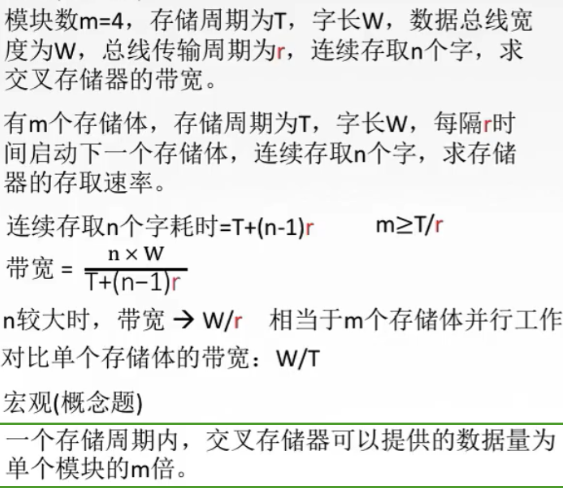 模块数m=4，存储周期为T，字长W，数据总线宽
度为W，总线传输周期为r，连续存取n个字，求
交叉存储器的带宽。
有m个存储体，存储周期为T，字长W，每隔r时
间启动下一个存储体，连续存取n个字，求存储
器的存取速率。
连续存取n个字耗时=T+(n-1)r m≥T/r
带宽 = n × W / T+(n−1)r
n较大时，带宽 → W/r 相当于m个存储体并行工作
对比单个存储体的带宽：W/T
宏观(概念题)
一个存储周期内，交叉存储器可以提供的数据量为
单个模块的m倍。